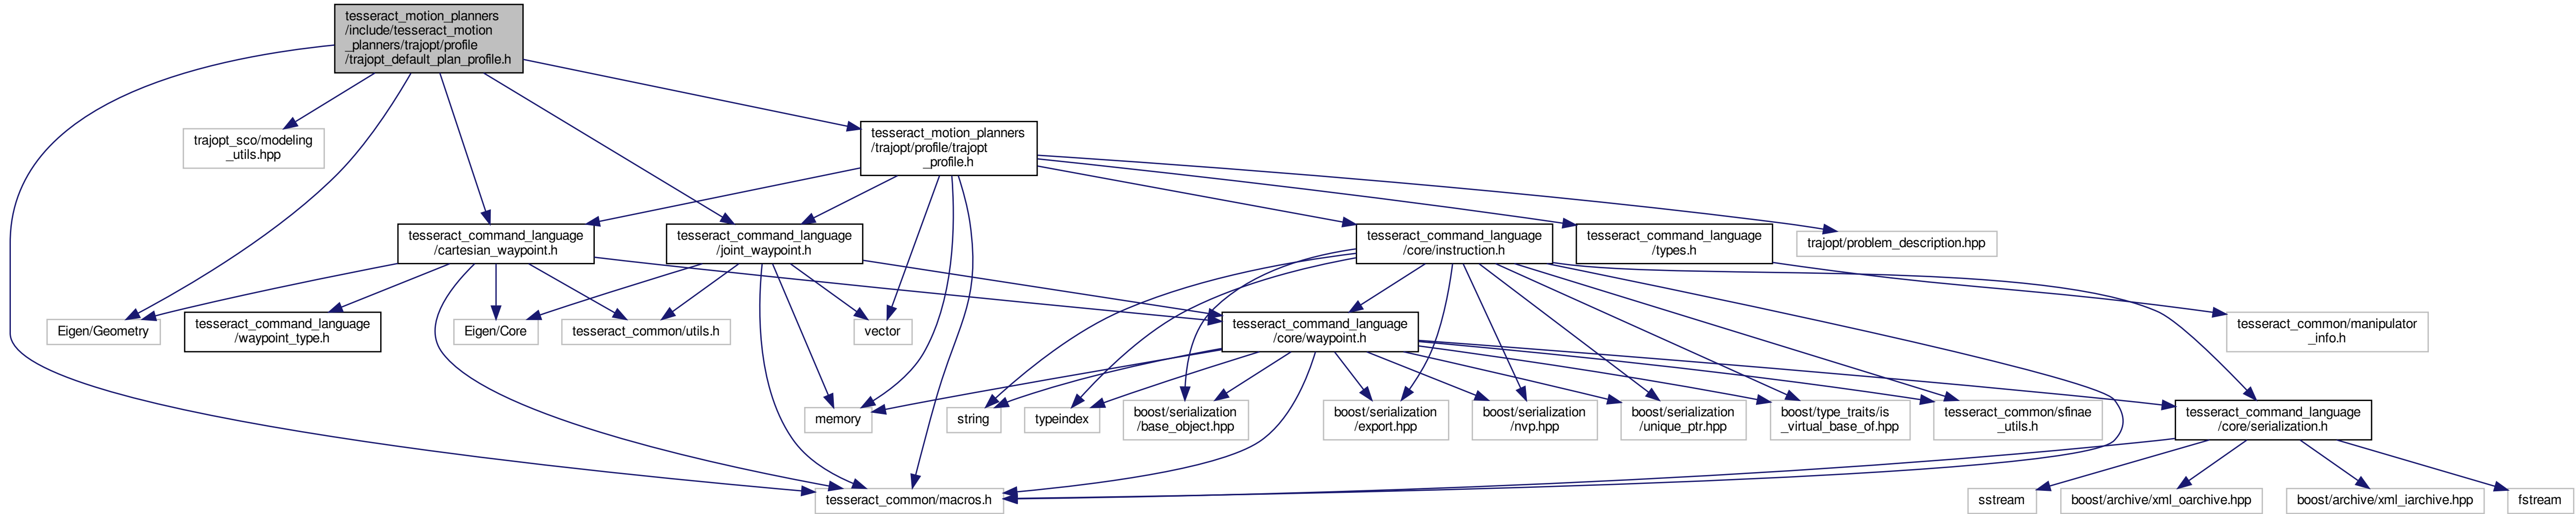 tesseract_motion_planners
/include/tesseract_motion
_planners/trajopt/profile
/trajopt_default_plan_profile.h
trajopt_sco/modeling
_utils.hpp
tesseract_motion_planners
/trajopt/profile/trajopt
_profile.h
tesseract_command_language
/cartesian_waypoint.h
tesseract_command_language
/joint_waypoint.h
tesseract_command_language
/core/instruction.h
tesseract_command_language
/types.h
trajopt/problem_description.hpp
Eigen/Geometry
tesseract_command_language
/waypoint_type.h
Eigen/Core
tesseract_common/utils.h
vector
tesseract_command_language
/core/waypoint.h
tesseract_common/manipulator
_info.h
memory
string
typeindex
boost/serialization
/base_object.hpp
boost/serialization
/export.hpp
boost/serialization
/nvp.hpp
boost/serialization
/unique_ptr.hpp
boost/type_traits/is
_virtual_base_of.hpp
tesseract_common/sfinae
_utils.h
tesseract_command_language
/core/serialization.h
tesseract_common/macros.h
sstream
boost/archive/xml_oarchive.hpp
boost/archive/xml_iarchive.hpp
fstream